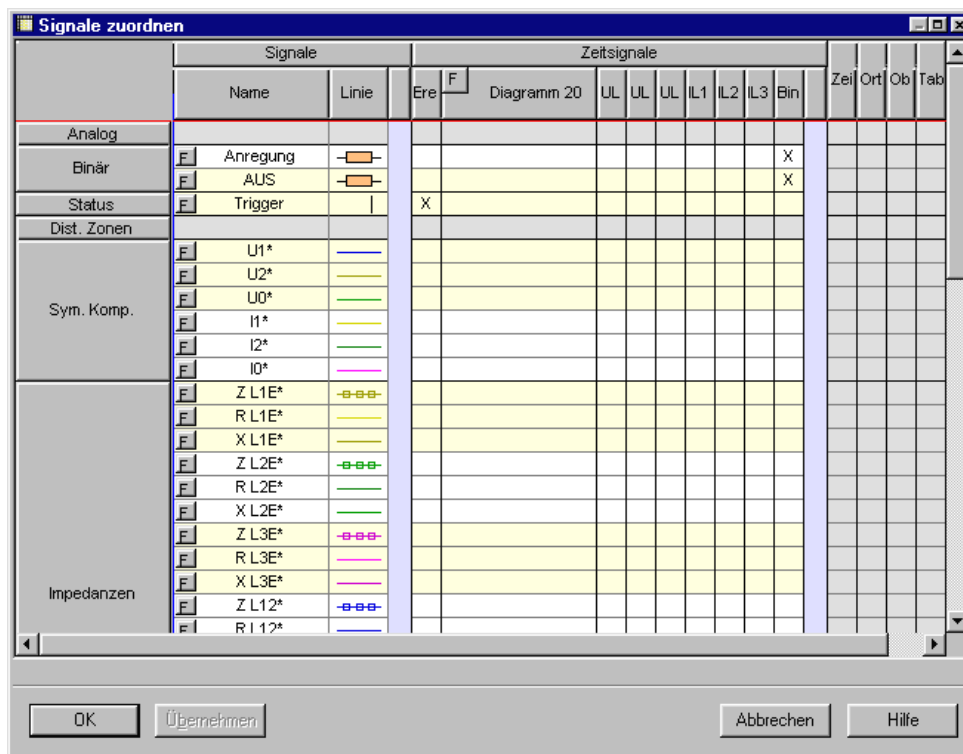 Signale zuordnen
Signale Zeitsignale
Name Linie Ere F Diagramm 20 UL UL UL IL1 IL2 IL3 Bin Zei Ort Ob Tab
Analog
Binär
F Anregung X
F AUS X
Status F Trigger X
Dist. Zonen
Sym. Komp.
F U1*
F U2*
F U0*
F I1*
F I2*
F I0*
Impedanzen
F Z L1E*
F R L1E*
F X L1E*
F Z L2E*
F R L2E*
F X L2E*
F Z L3E*
F R L3E*
F X L3E*
F Z L12*
F R L12*
OK Übernehmen Abbrechen Hilfe